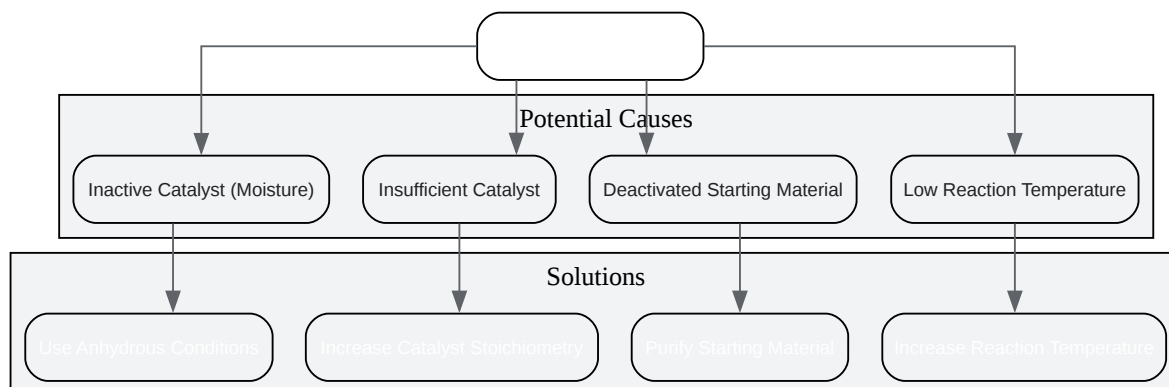 Potential Causes
Inactive Catalyst (Moisture)
Insufficient Catalyst
Deactivated Starting Material
Low Reaction Temperature
Solutions
Use Anhydrous Conditions
Increase Catalyst Stoichiometry
Purify Starting Material
Increase Reaction Temperature